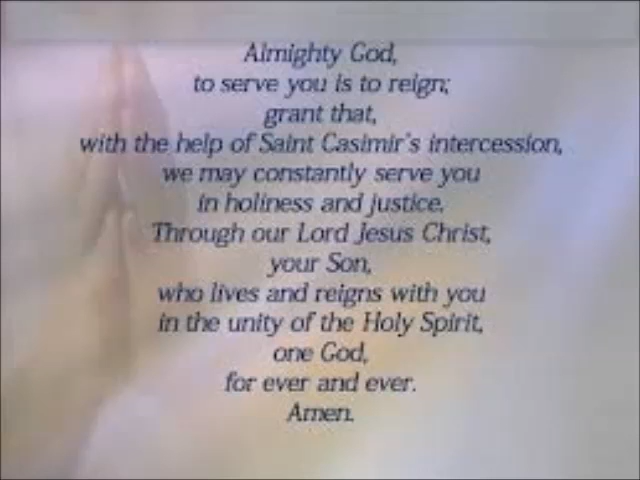 Almighty God,
to serve you is to reign;
grant that,
with the help of Saint Casimir's intercession,
we may constantly serve you
in holiness and justice.
Through our Lord Jesus Christ,
your Son,
who lives and reigns with you
in the unity of the Holy Spirit,
one God,
for ever and ever.
Amen.